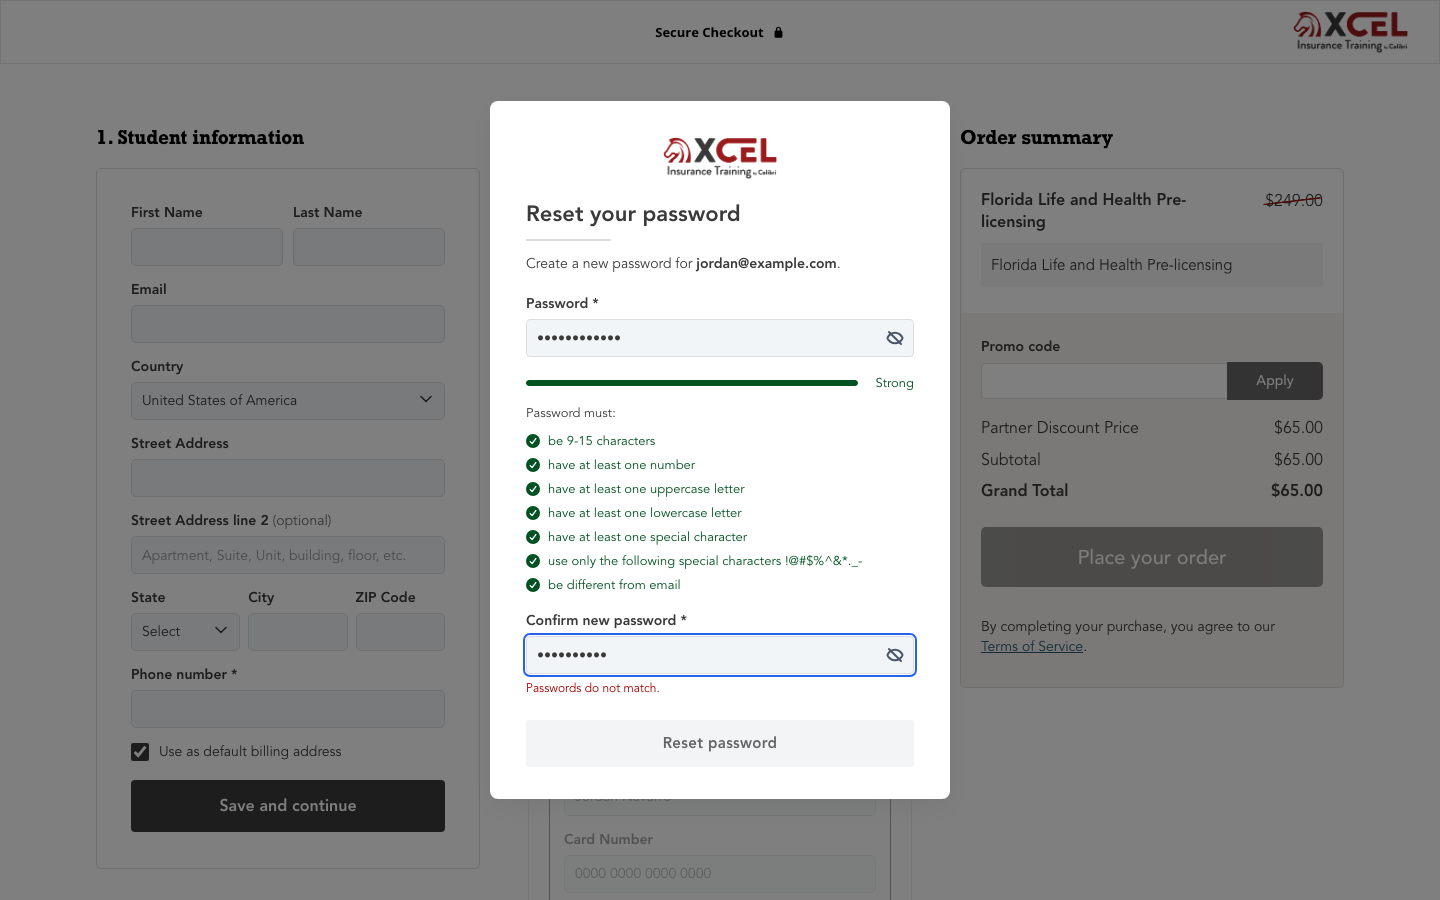 Secure Checkout
XCEL
Insurance Training by Colibri
1. Student information
First Name
Last Name
Email
Country
United States of America
Street Address
Street Address line 2 (optional)
Apartment, Suite, Unit, building, floor, etc.
State
City
ZIP Code
Select
Phone number *
Use as default billing address
Save and continue
XCEL
Insurance Training by Colibri
Reset your password
Create a new password for jordan@example.com.
Password *
••••••••••••
Strong
Password must:
be 9-15 characters
have at least one number
have at least one uppercase letter
have at least one lowercase letter
have at least one special character
use only the following special characters !@#$%^&*._-
be different from email
Confirm new password *
••••••••••
Passwords do not match.
Reset password
Card Number
0000 0000 0000 0000
Order summary
Florida Life and Health Pre-
licensing
$249.00
Florida Life and Health Pre-licensing
Promo code
Apply
Partner Discount Price
$65.00
Subtotal
$65.00
Grand Total
$65.00
Place your order
By completing your purchase, you agree to our
Terms of Service.